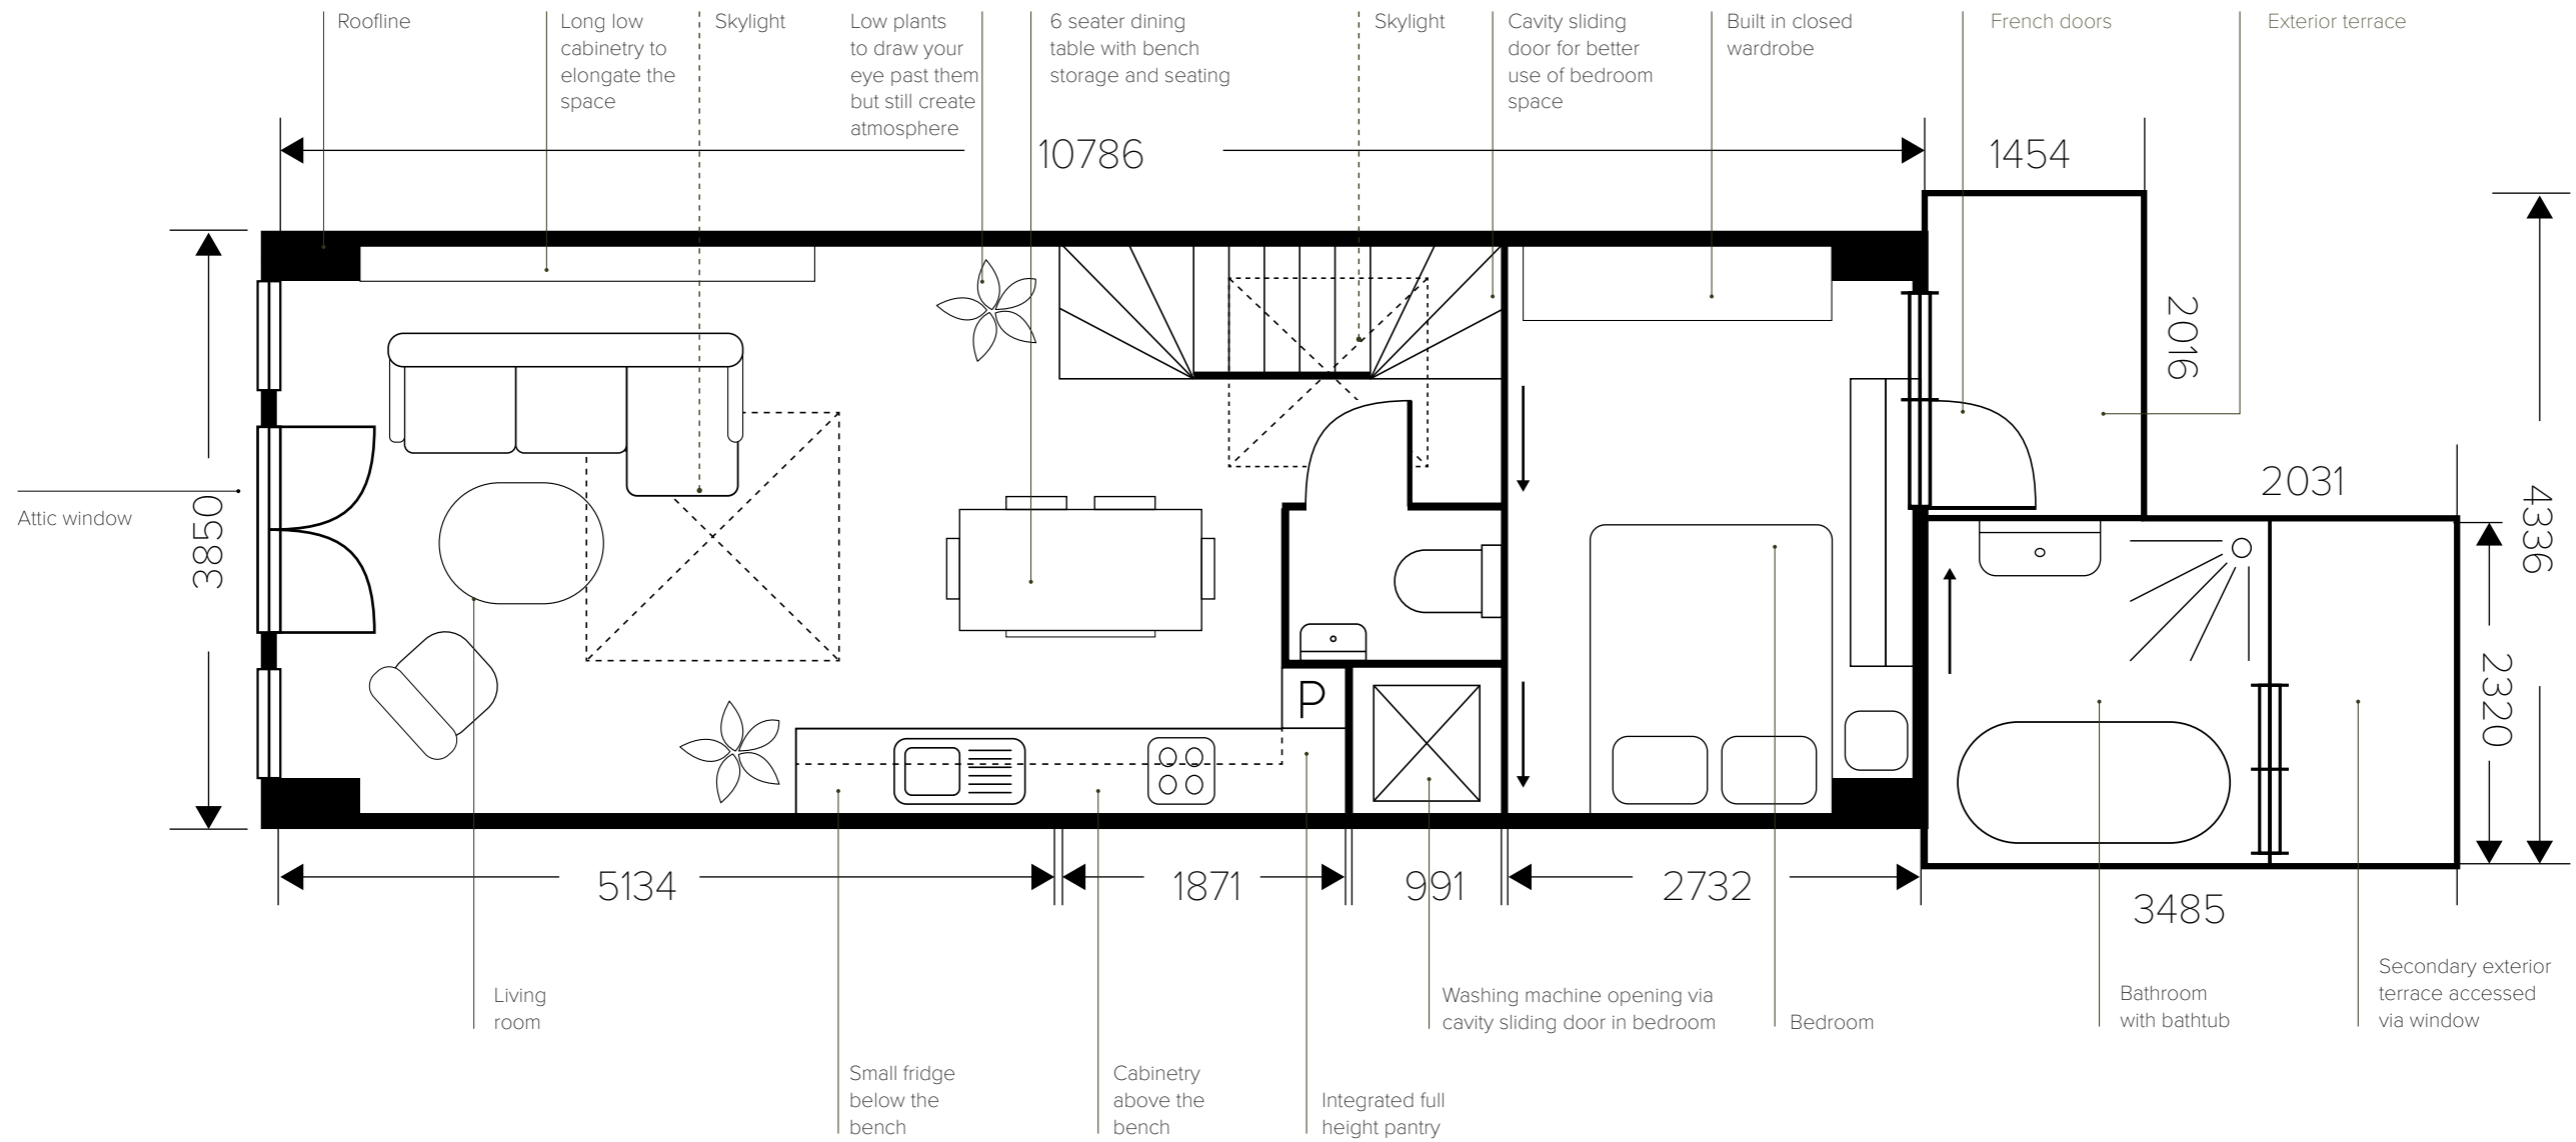 Roofline
Long low
cabinetry to
elongate the
space
Skylight
Low plants
to draw your
eye past them
but still create
atmosphere
6 seater dining
table with bench
storage and seating
Skylight
Cavity sliding
door for better
use of bedroom
space
Built in closed
wardrobe
French doors
Exterior terrace
10786
1454
2016
2031
4336
Attic window
3850
P
2320
5134
1871
991
2732
3485
Living
room
Small fridge
below the
bench
Cabinetry
above the
bench
Integrated full
height pantry
Washing machine opening via
cavity sliding door in bedroom
Bedroom
Bathroom
with bathtub
Secondary exterior
terrace accessed
via window